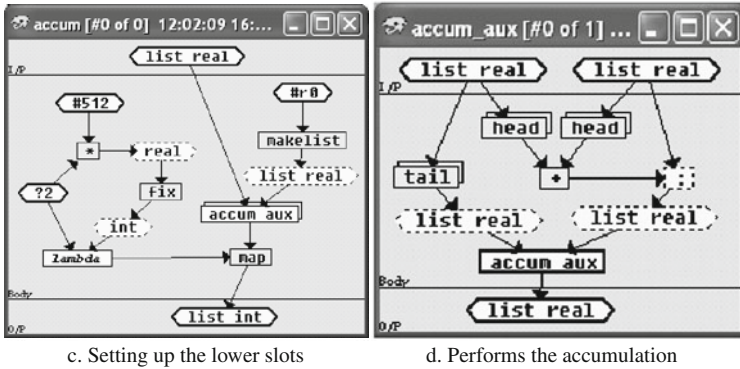 accum [#0 of 0] 12:02:09 16:...
list real
I/P
#512
#r0
*
real
makelist
?2
fix
list real
int
accum aux
lambda
map
Body
list int
O/P
c. Setting up the lower slots
accum_aux [#0 of 1] ...
list real
list real
I/P
head
head
tail
+
:
list real
list real
accum aux
Body
list real
O/P
d. Performs the accumulation